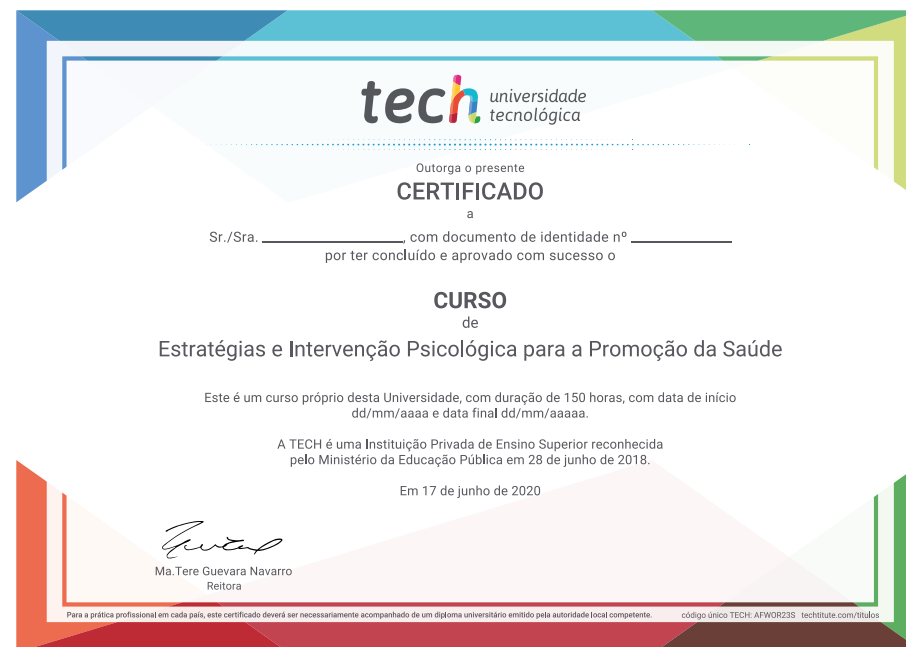 tech universidade
tecnológica
Outorga o presente
CERTIFICADO
a
Sr./Sra. ____________, com documento de identidade nº ____________
por ter concluído e aprovado com sucesso o
CURSO
de
Estratégias e Intervenção Psicológica para a Promoção da Saúde
Este é um curso próprio desta Universidade, com duração de 150 horas, com data de início
dd/mm/aaaa e data final dd/mm/aaaaa.
A TECH é uma Instituição Privada de Ensino Superior reconhecida
pelo Ministério da Educação Pública em 28 de junho de 2018.
Em 17 de junho de 2020
Ma.Tere Guevara Navarro
Reitora
Para a prática profissional em cada país, este certificado deverá ser necessariamente acompanhado de um diploma universitário emitido pela autoridade local competente. código único TECH: AFWOR23S techtitute.com/titulos